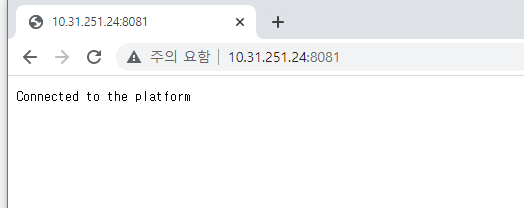 10.31.251.24:8081
주의 요함 10.31.251.24:8081
Connected to the platform